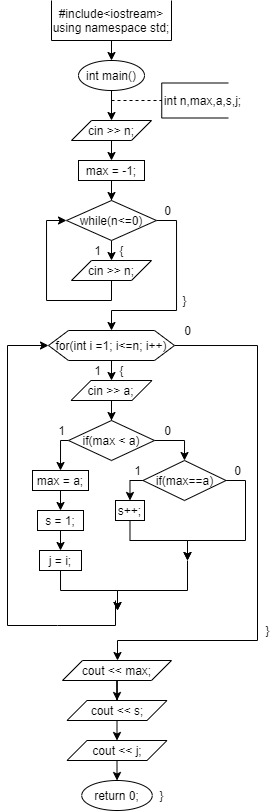 #include<iostream>
using namespace std;
int main()
int n,max,a,s,j;
cin >> n;
max = -1;
while(n<=0)
0
1
{
cin >> n;
}
for(int i =1; i<=n; i++)
0
1
{
cin >> a;
if(max < a)
1
0
max = a;
if(max==a)
1
0
s = 1;
s++;
j = i;
}
cout << max;
cout << s;
cout << j;
return 0;
}